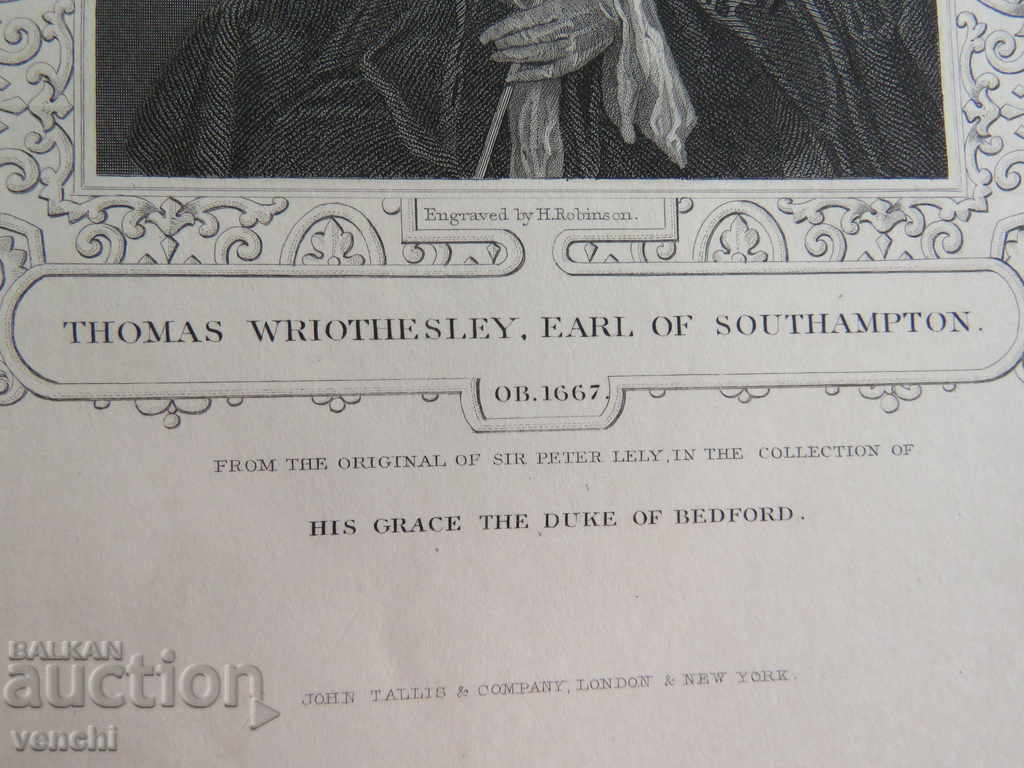 Engraved by H.Robinson.
THOMAS WRIOTHESLEY, EARL OF SOUTHAMPTON.
OB.1667.
FROM THE ORIGINAL OF SIR PETER LELY, IN THE COLLECTION OF
HIS GRACE THE DUKE OF BEDFORD.
JOHN TALLIS & COMPANY, LONDON & NEW YORK.
BALKAN
auction
venchi